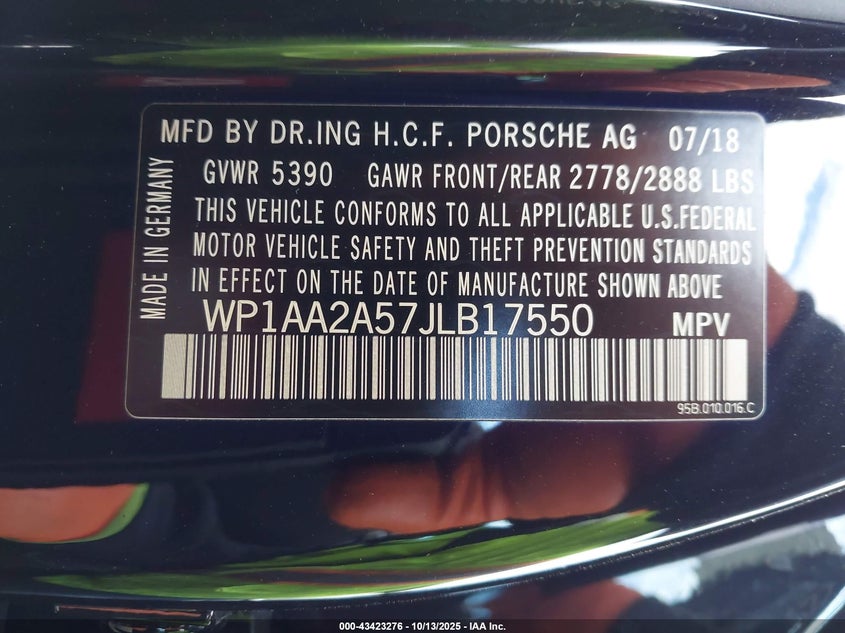 MFD BY DR.ING H.C.F. PORSCHE AG 07/18
GVWR 5390 GAWR FRONT/REAR 2778/2888 LBS
THIS VEHICLE CONFORMS TO ALL APPLICABLE U.S.FEDERAL
MOTOR VEHICLE SAFETY AND THEFT PREVENTION STANDARDS
IN EFFECT ON THE DATE OF MANUFACTURE SHOWN ABOVE
MADE IN GERMANY
WP1AA2A57JLB17550 MPV
95B.010.016.C
000-43423276 - 10/13/2025 - IAA Inc.